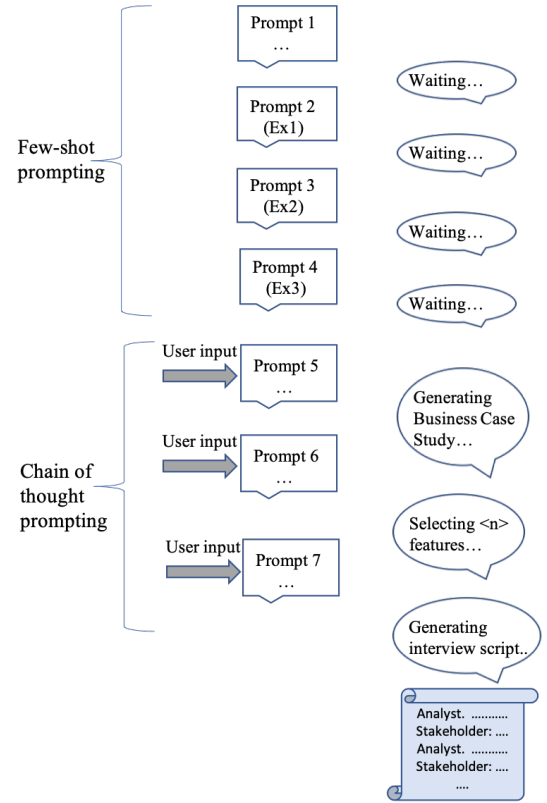 Prompt 1
...
Waiting...
Prompt 2
(Ex1)
Few-shot
prompting
Waiting...
Prompt 3
(Ex2)
Waiting...
Prompt 4
(Ex3)
Waiting...
User input
Prompt 5
...
Generating
Business Case
Study...
User input
Prompt 6
...
Chain of
thought
prompting
Selecting <n>
features...
User input
Prompt 7
...
Generating
interview script..
Analyst. ...........
Stakeholder: ....
Analyst. ...........
Stakeholder: ....
....